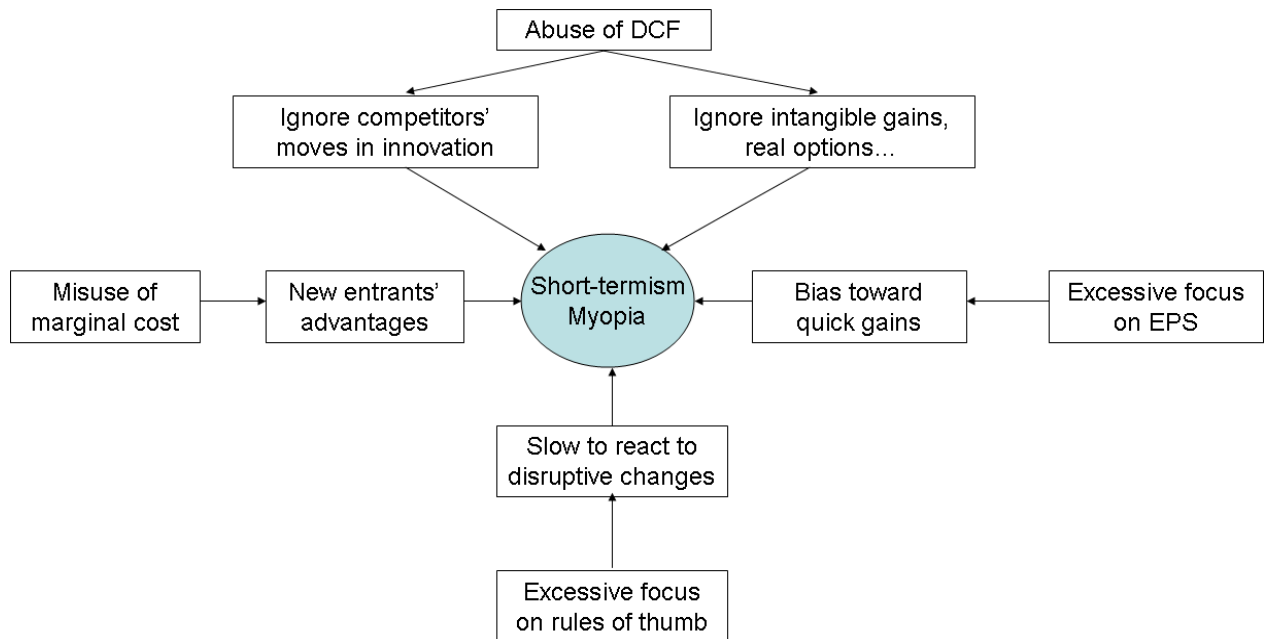 Abuse of DCF
Ignore competitors’
moves in innovation
Ignore intangible gains,
real options…
Misuse of
marginal cost
New entrants’
advantages
Short-termism
Myopia
Bias toward
quick gains
Excessive focus
on EPS
Slow to react to
disruptive changes
Excessive focus
on rules of thumb